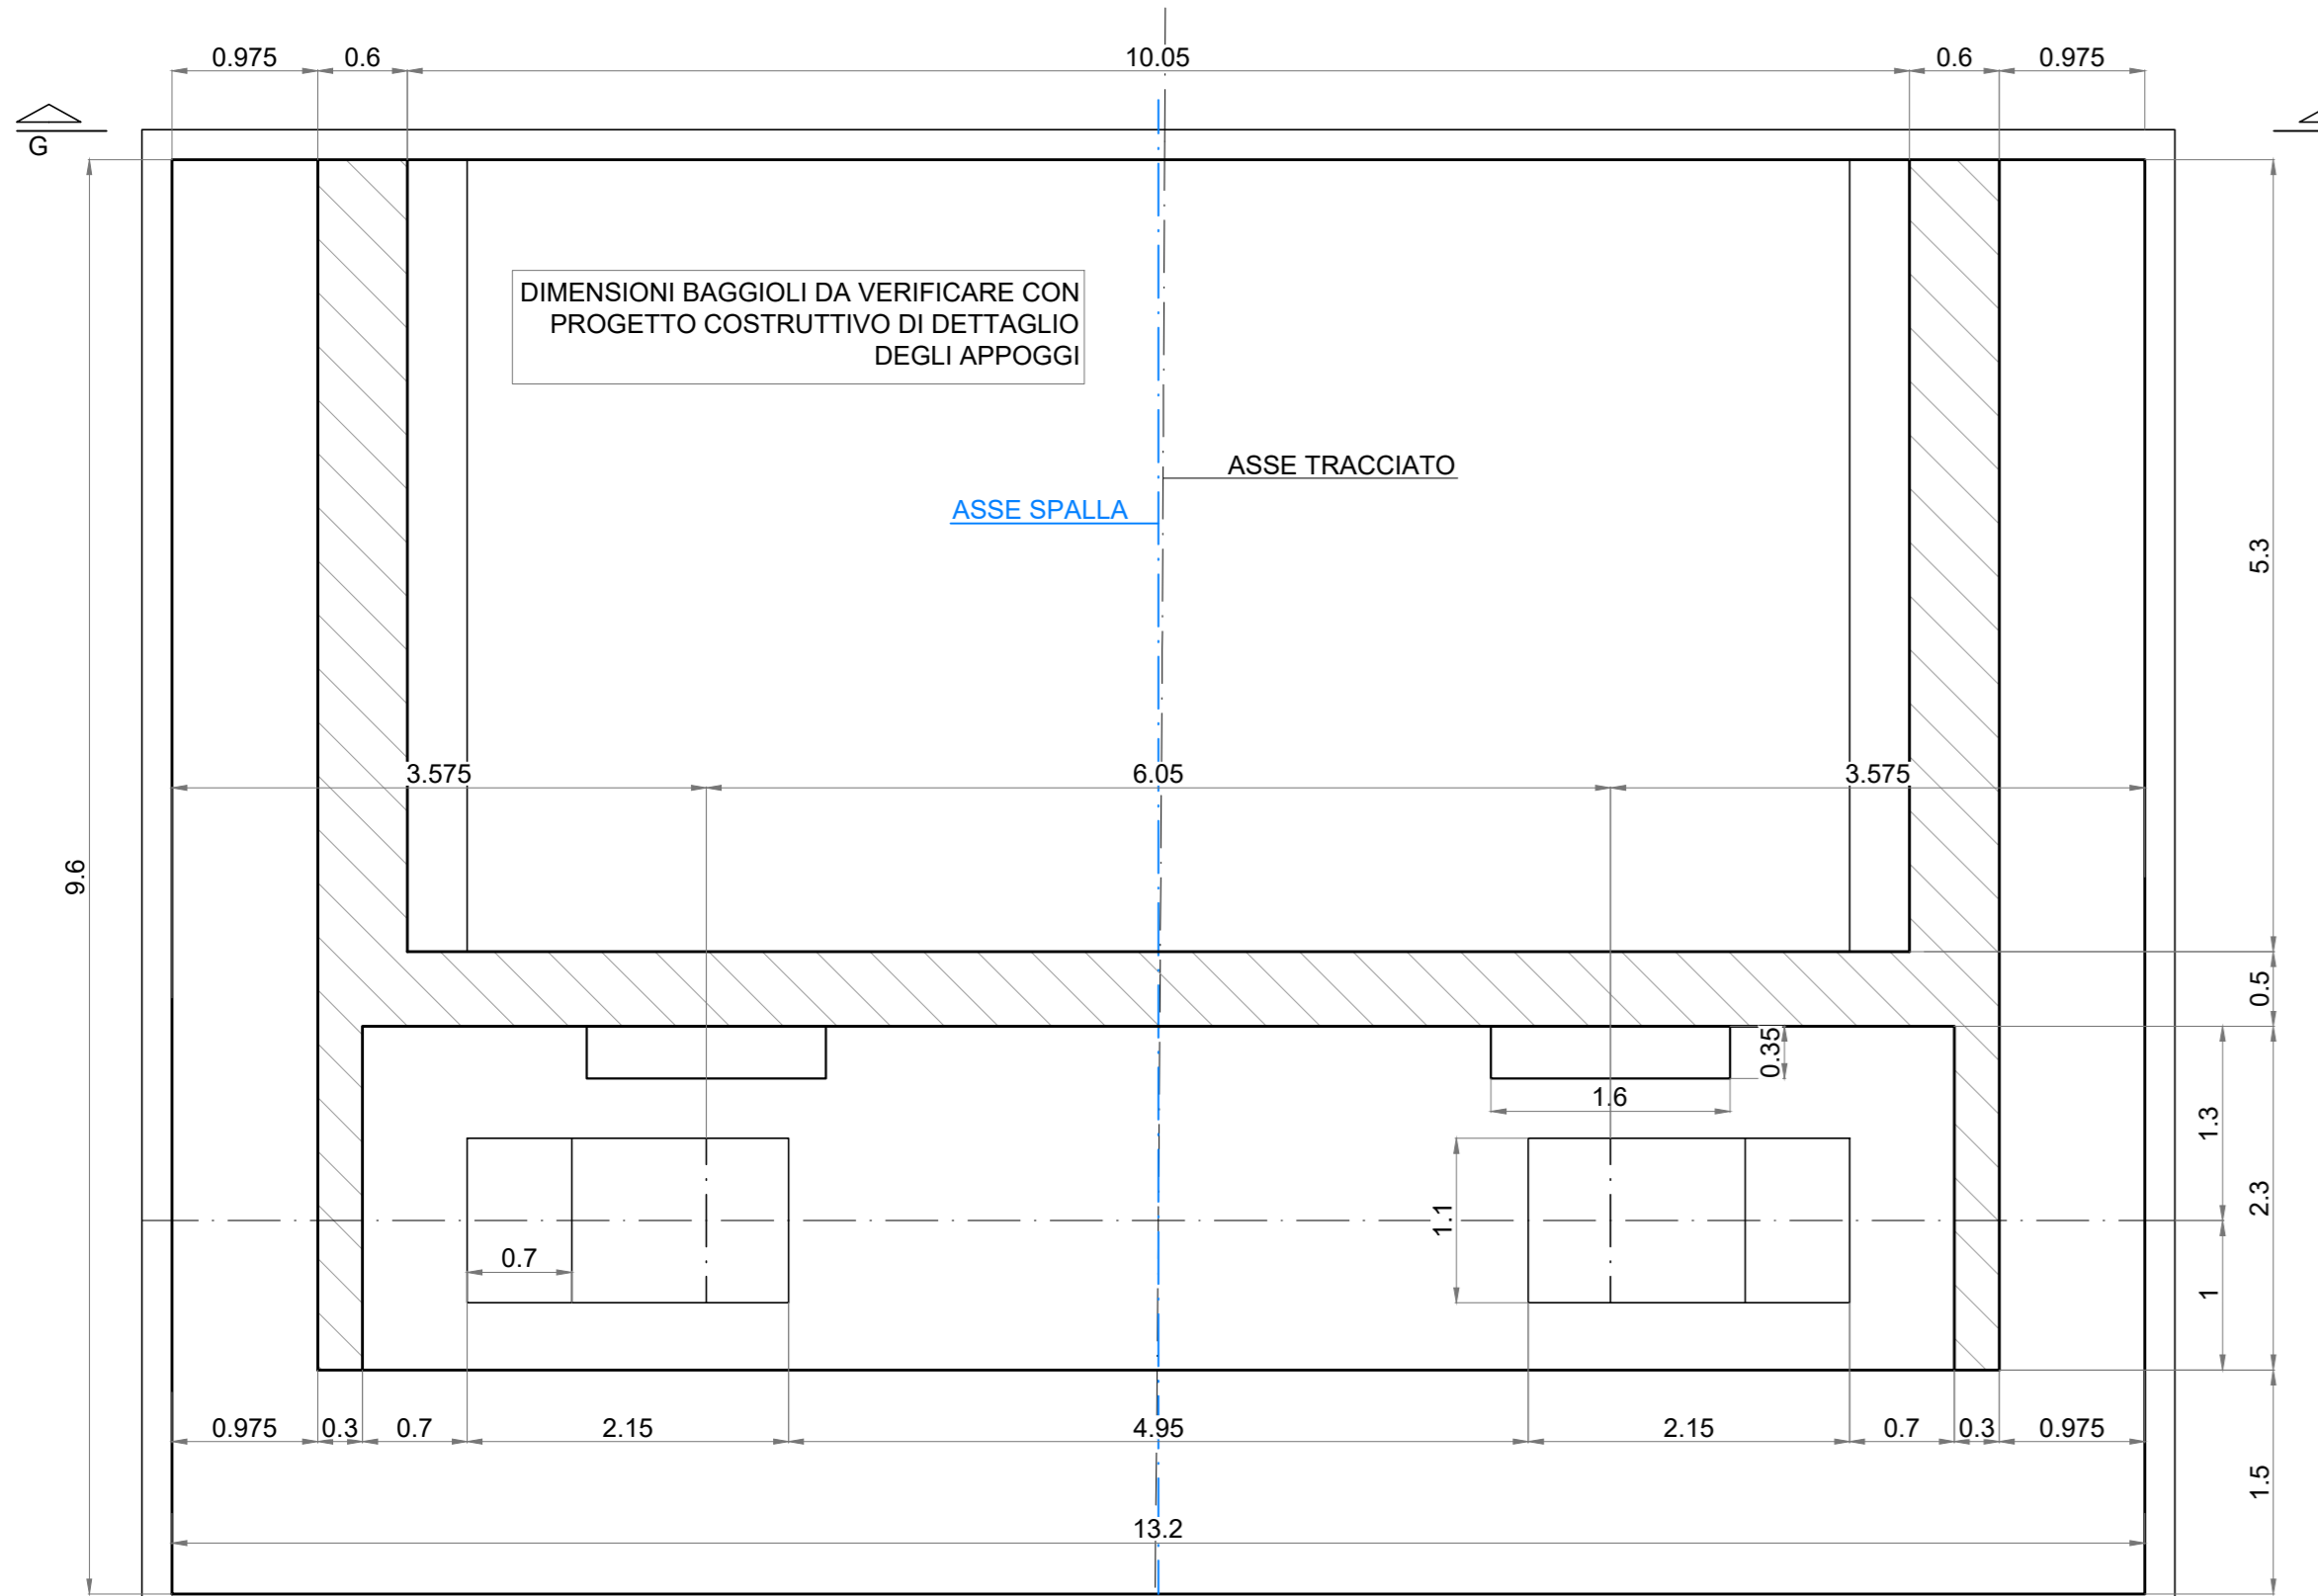 0.975 0.6 10.05 0.6 0.975
G
DIMENSIONI BAGGIOLI DA VERIFICARE CON
PROGETTO COSTRUTTIVO DI DETTAGLIO
DEGLI APPOGGI
ASSE TRACCIATO
ASSE SPALLA
5.3
3.575 6.05 3.575
9.6
0.5
0.35
1.6
1.3
2.3
1.1
0.7
1
0.975 0.3 0.7 2.15 4.95 2.15 0.7 0.3 0.975
1.5
13.2